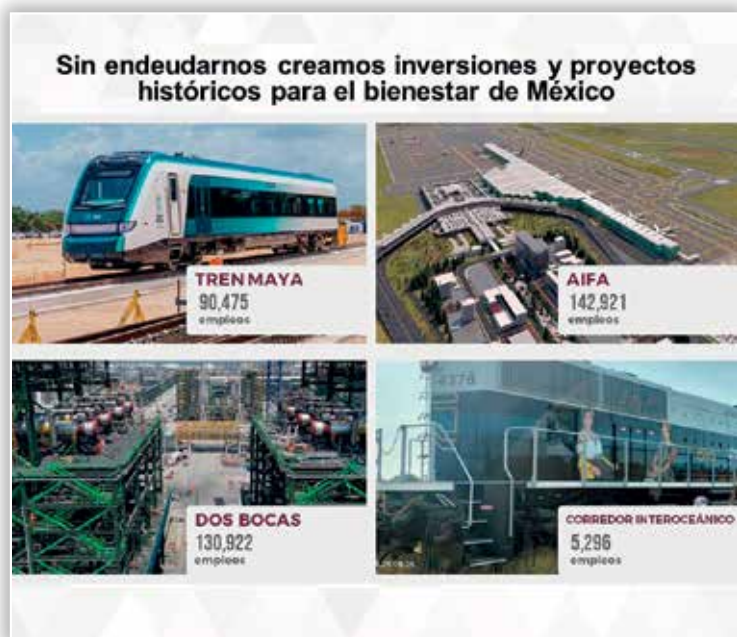 Sin endeudarnos creamos inversiones y proyectos
históricos para el bienestar de México
TREN MAYA
90,475
empleos
AIFA
142,921
empleos
DOS BOCAS
130,922
empleos
4376
CORREDOR INTEROCEÁNICO
5,296
empleos